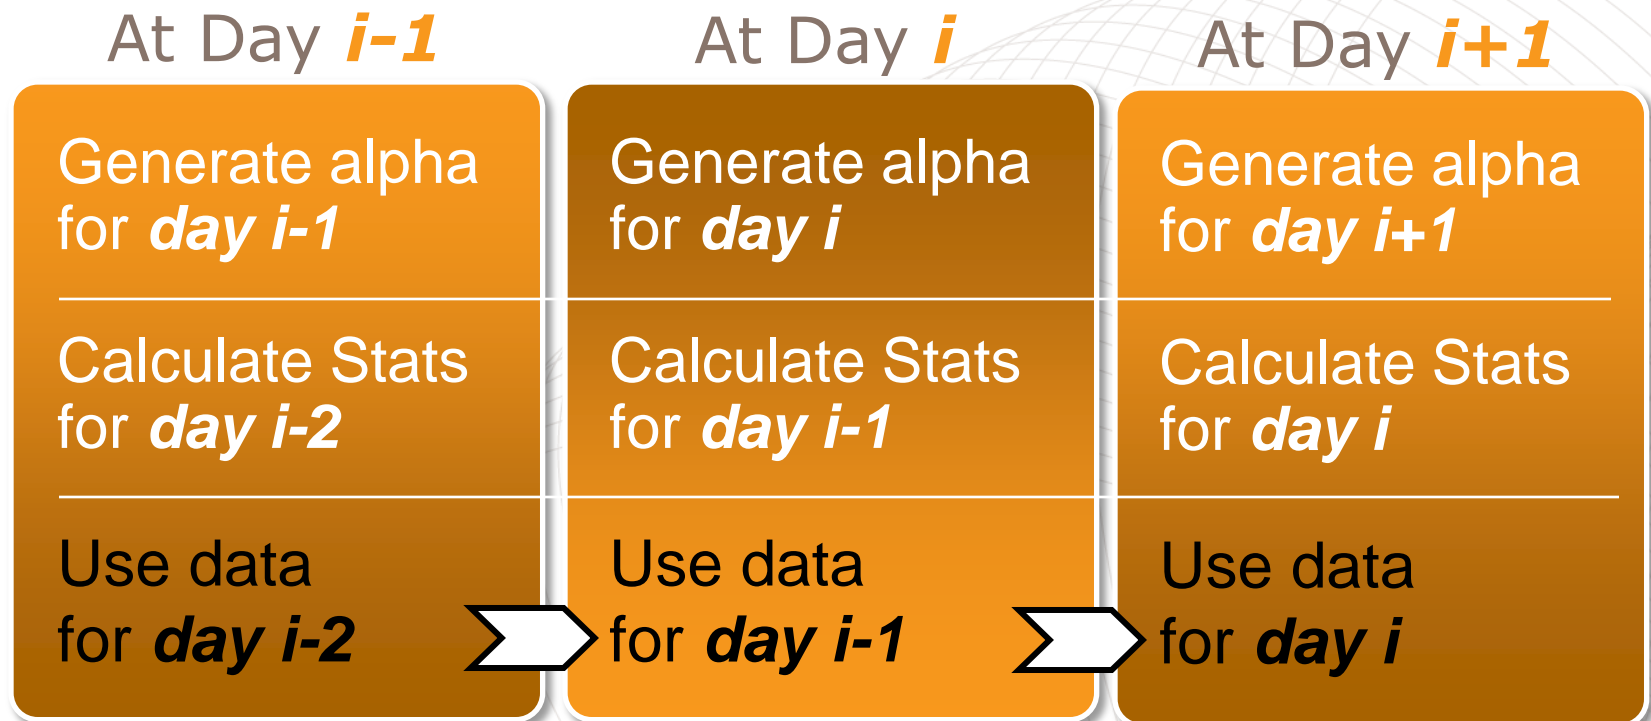 At Day i-1
Generate alpha
for day i-1
Calculate Stats
for day i-2
Use data
for day i-2
At Day i
Generate alpha
for day i
Calculate Stats
for day i-1
Use data
for day i-1
At Day i+1
Generate alpha
for day i+1
Calculate Stats
for day i
Use data
for day i